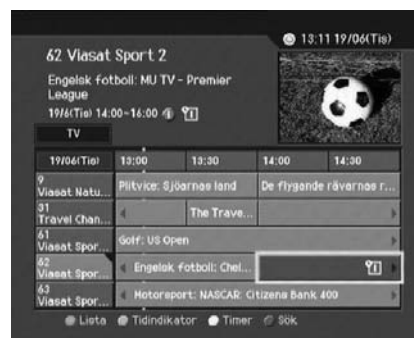 13:11 19/06(Tis)
62 Viasat Sport 2
Engelsk fotboll: MU TV - Premier
League
19/6(Tis) 14:00~16:00
TV
19/06(Tis) 13:00 13:30 14:00 14:30
9
Viasat Natu... Plitvice: Sjöarnas land De flygande rävarnas r...
31
Travel Chan... The Trave...
61
Viasat Spor... Golf: US Open
62
Viasat Spor... Engelsk fotboll: Chel...
63
Viasat Spor... Motorsport: NASCAR: Citizens Bank 400
Lista Tidindikator Timer Sök